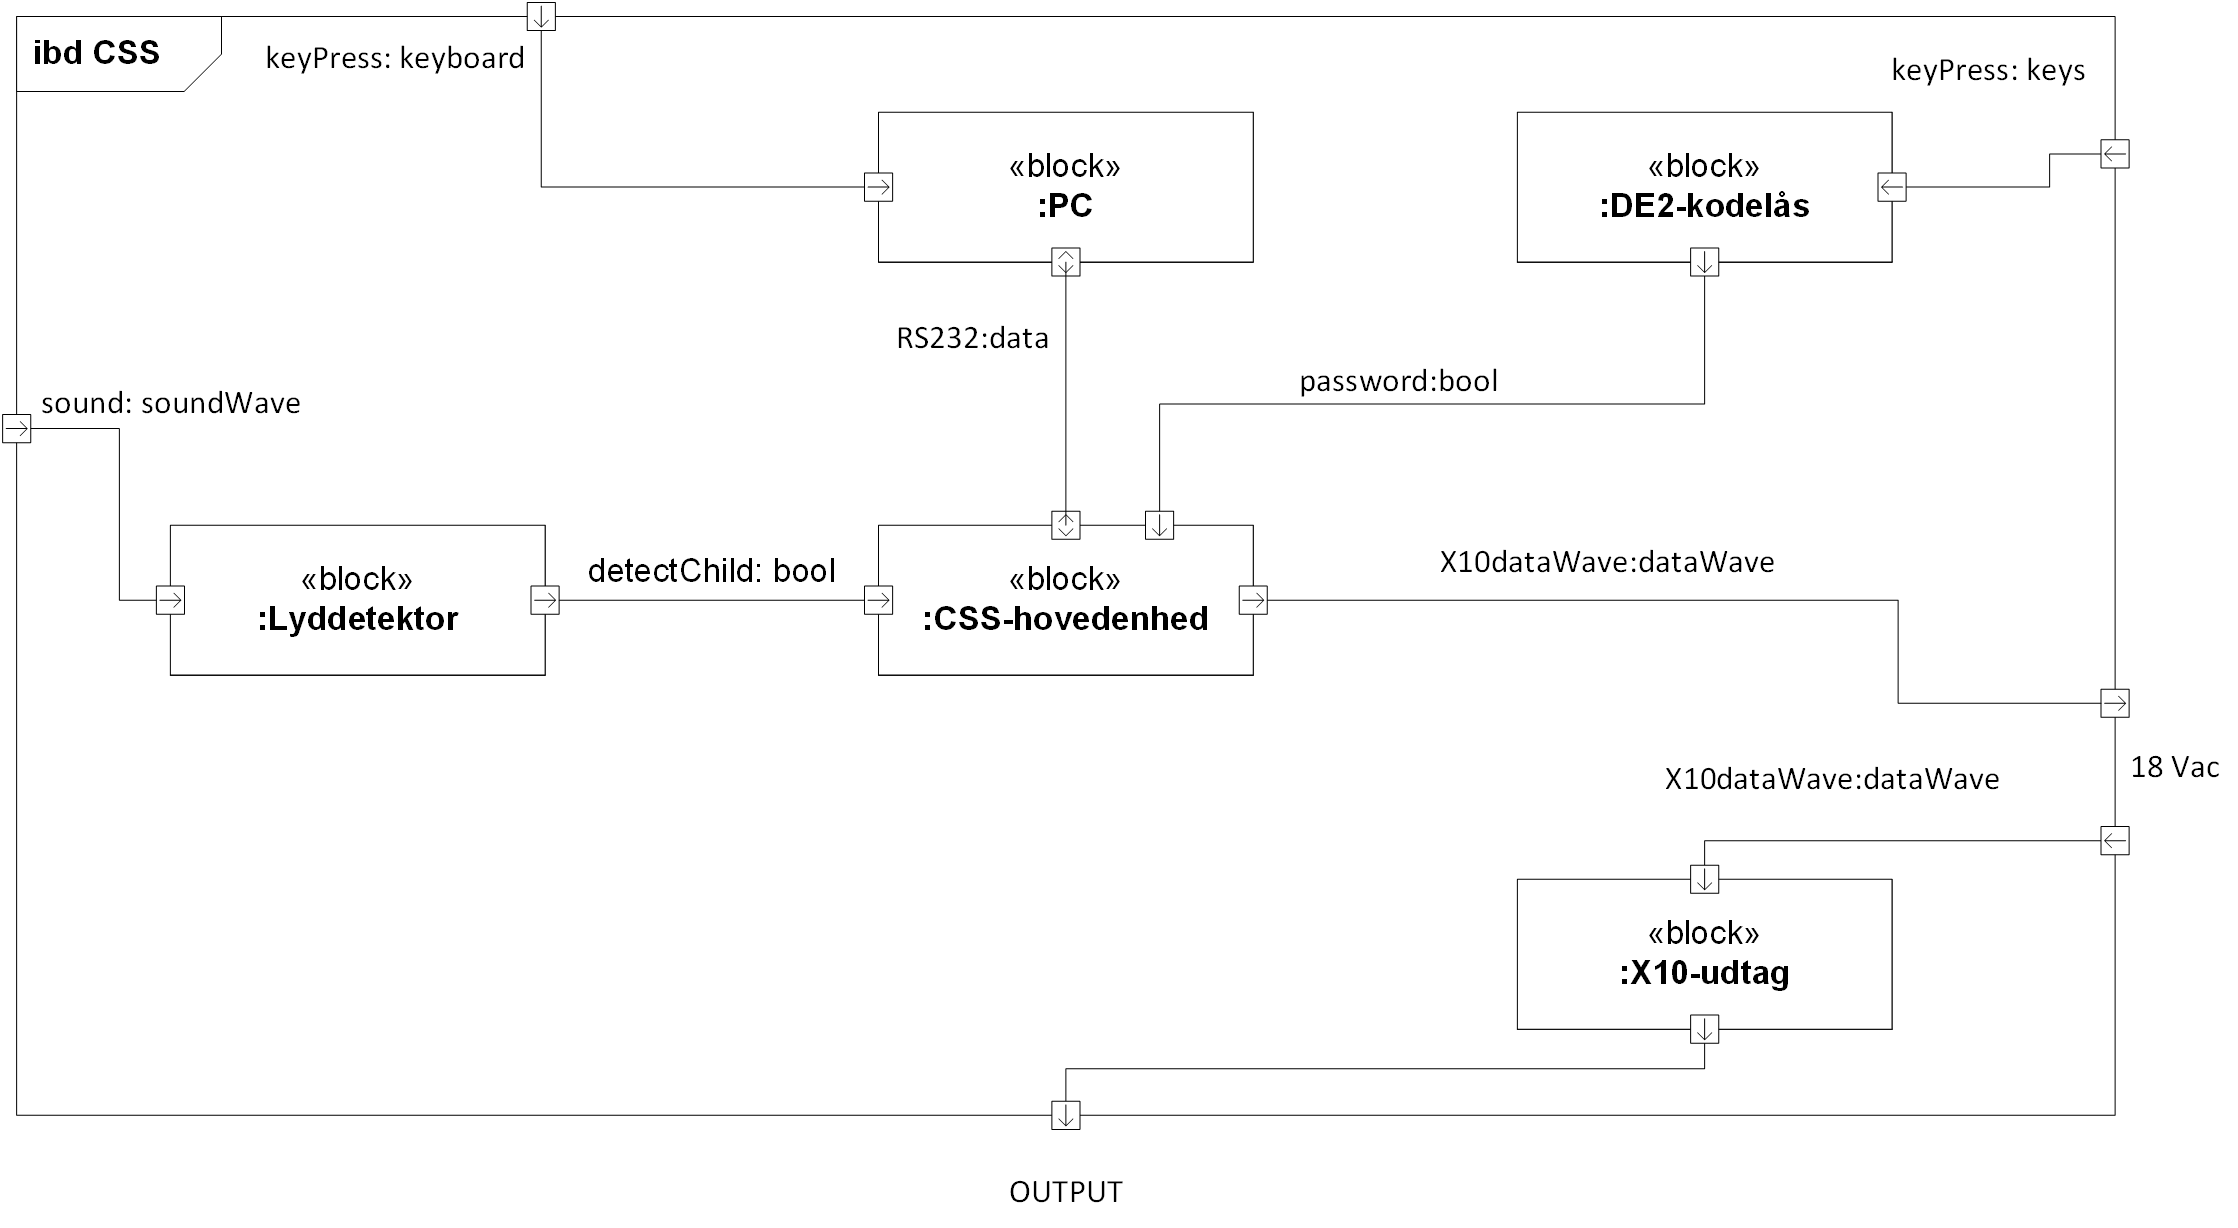 ibd CSS
keyPress: keyboard
keyPress: keys
«block»
:PC
«block»
:DE2-kodelås
RS232:data
password:bool
sound: soundWave
«block»
:Lyddetektor
detectChild: bool
«block»
:CSS-hovedenhed
X10dataWave:dataWave
18 Vac
X10dataWave:dataWave
«block»
:X10-udtag
OUTPUT